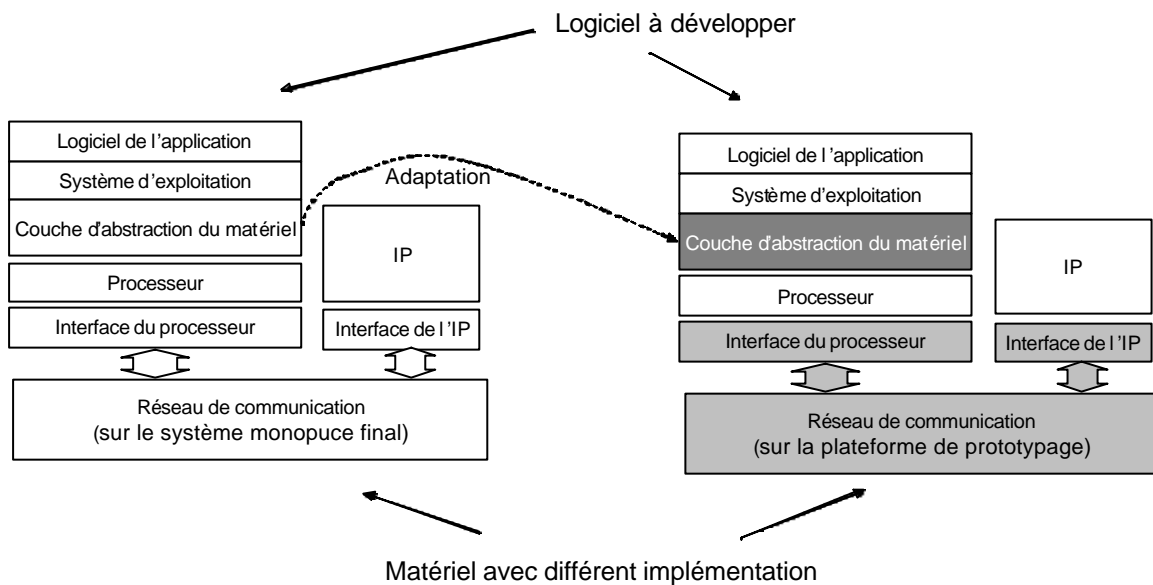 Logiciel à développer
Logiciel de l'application
Système d'exploitation
Couche d'abstraction du matériel
Processeur
Interface du processeur
IP
Interface de l'IP
Réseau de communication
(sur le système monopuce final)
Adaptation
Logiciel de l'application
Système d'exploitation
Couche d'abstraction du matériel
Processeur
Interface du processeur
IP
Interface de l'IP
Réseau de communication
(sur la plateforme de prototypage)
Matériel avec différent implémentation